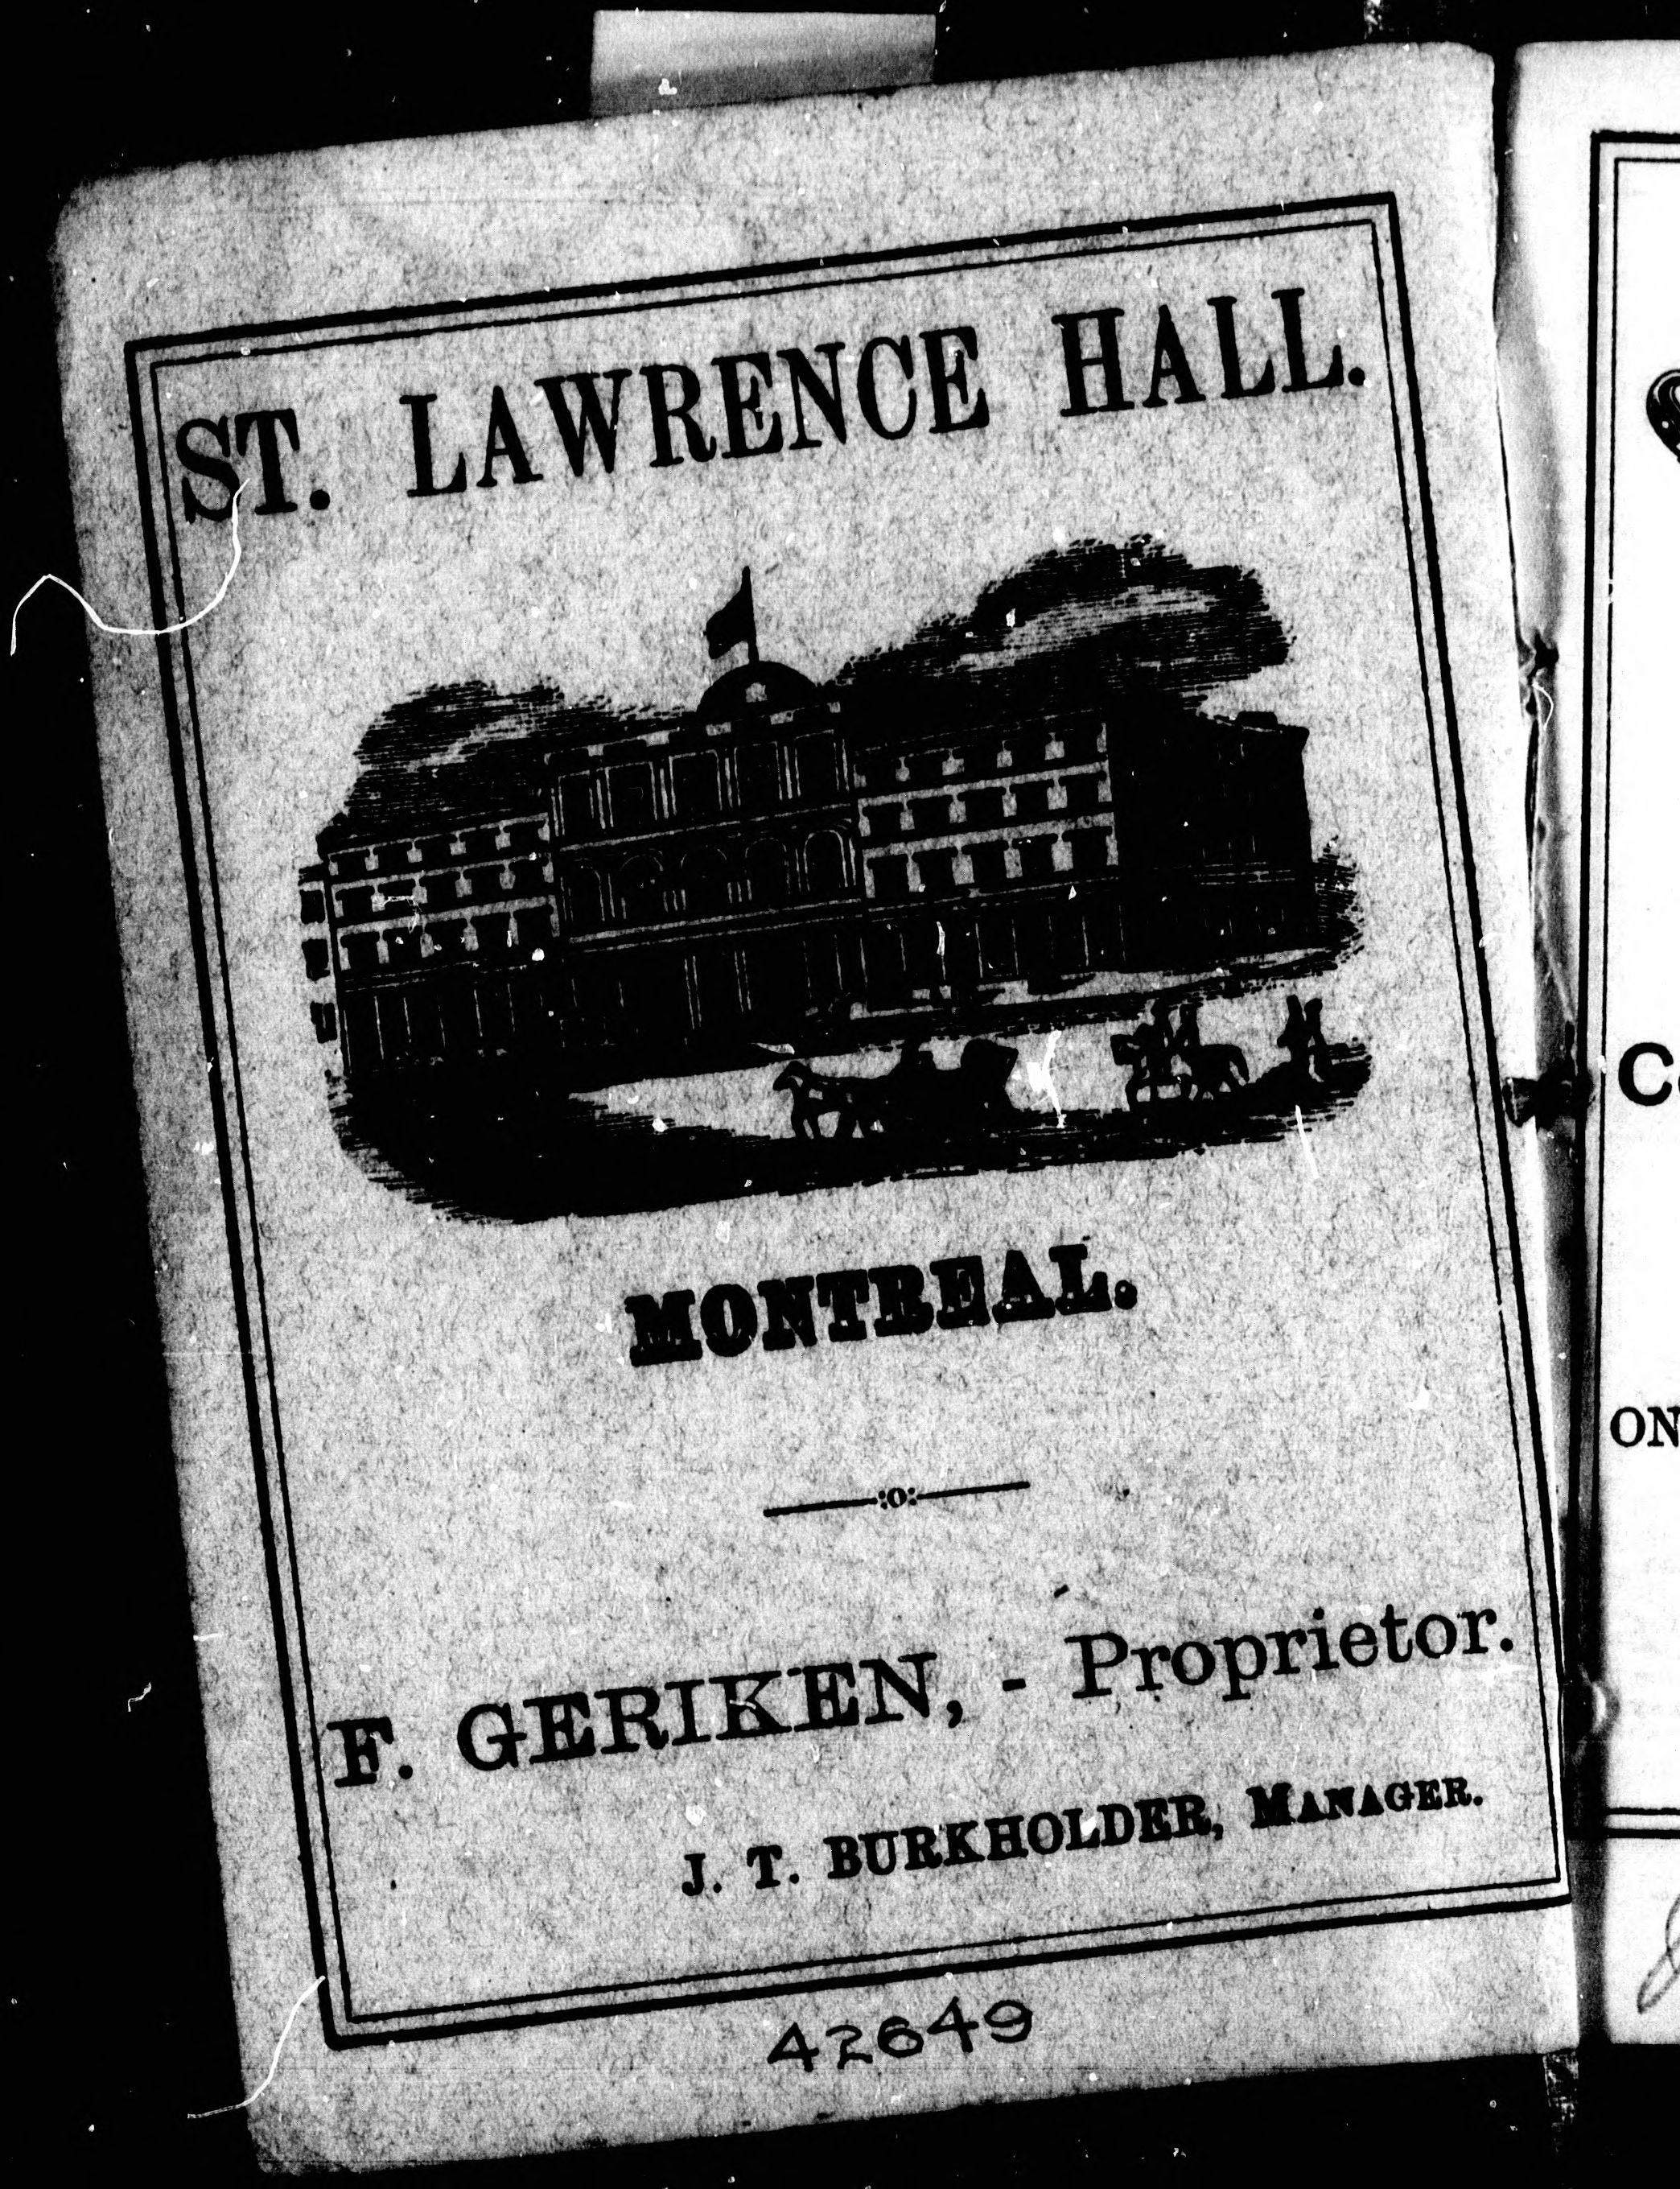 ST. LAWRENCE HALL.
MONTREAL.
:o:
F. GERIKEN, - Proprietor.
J. T. BURKHOLDER, MANAGER.
42649
ON